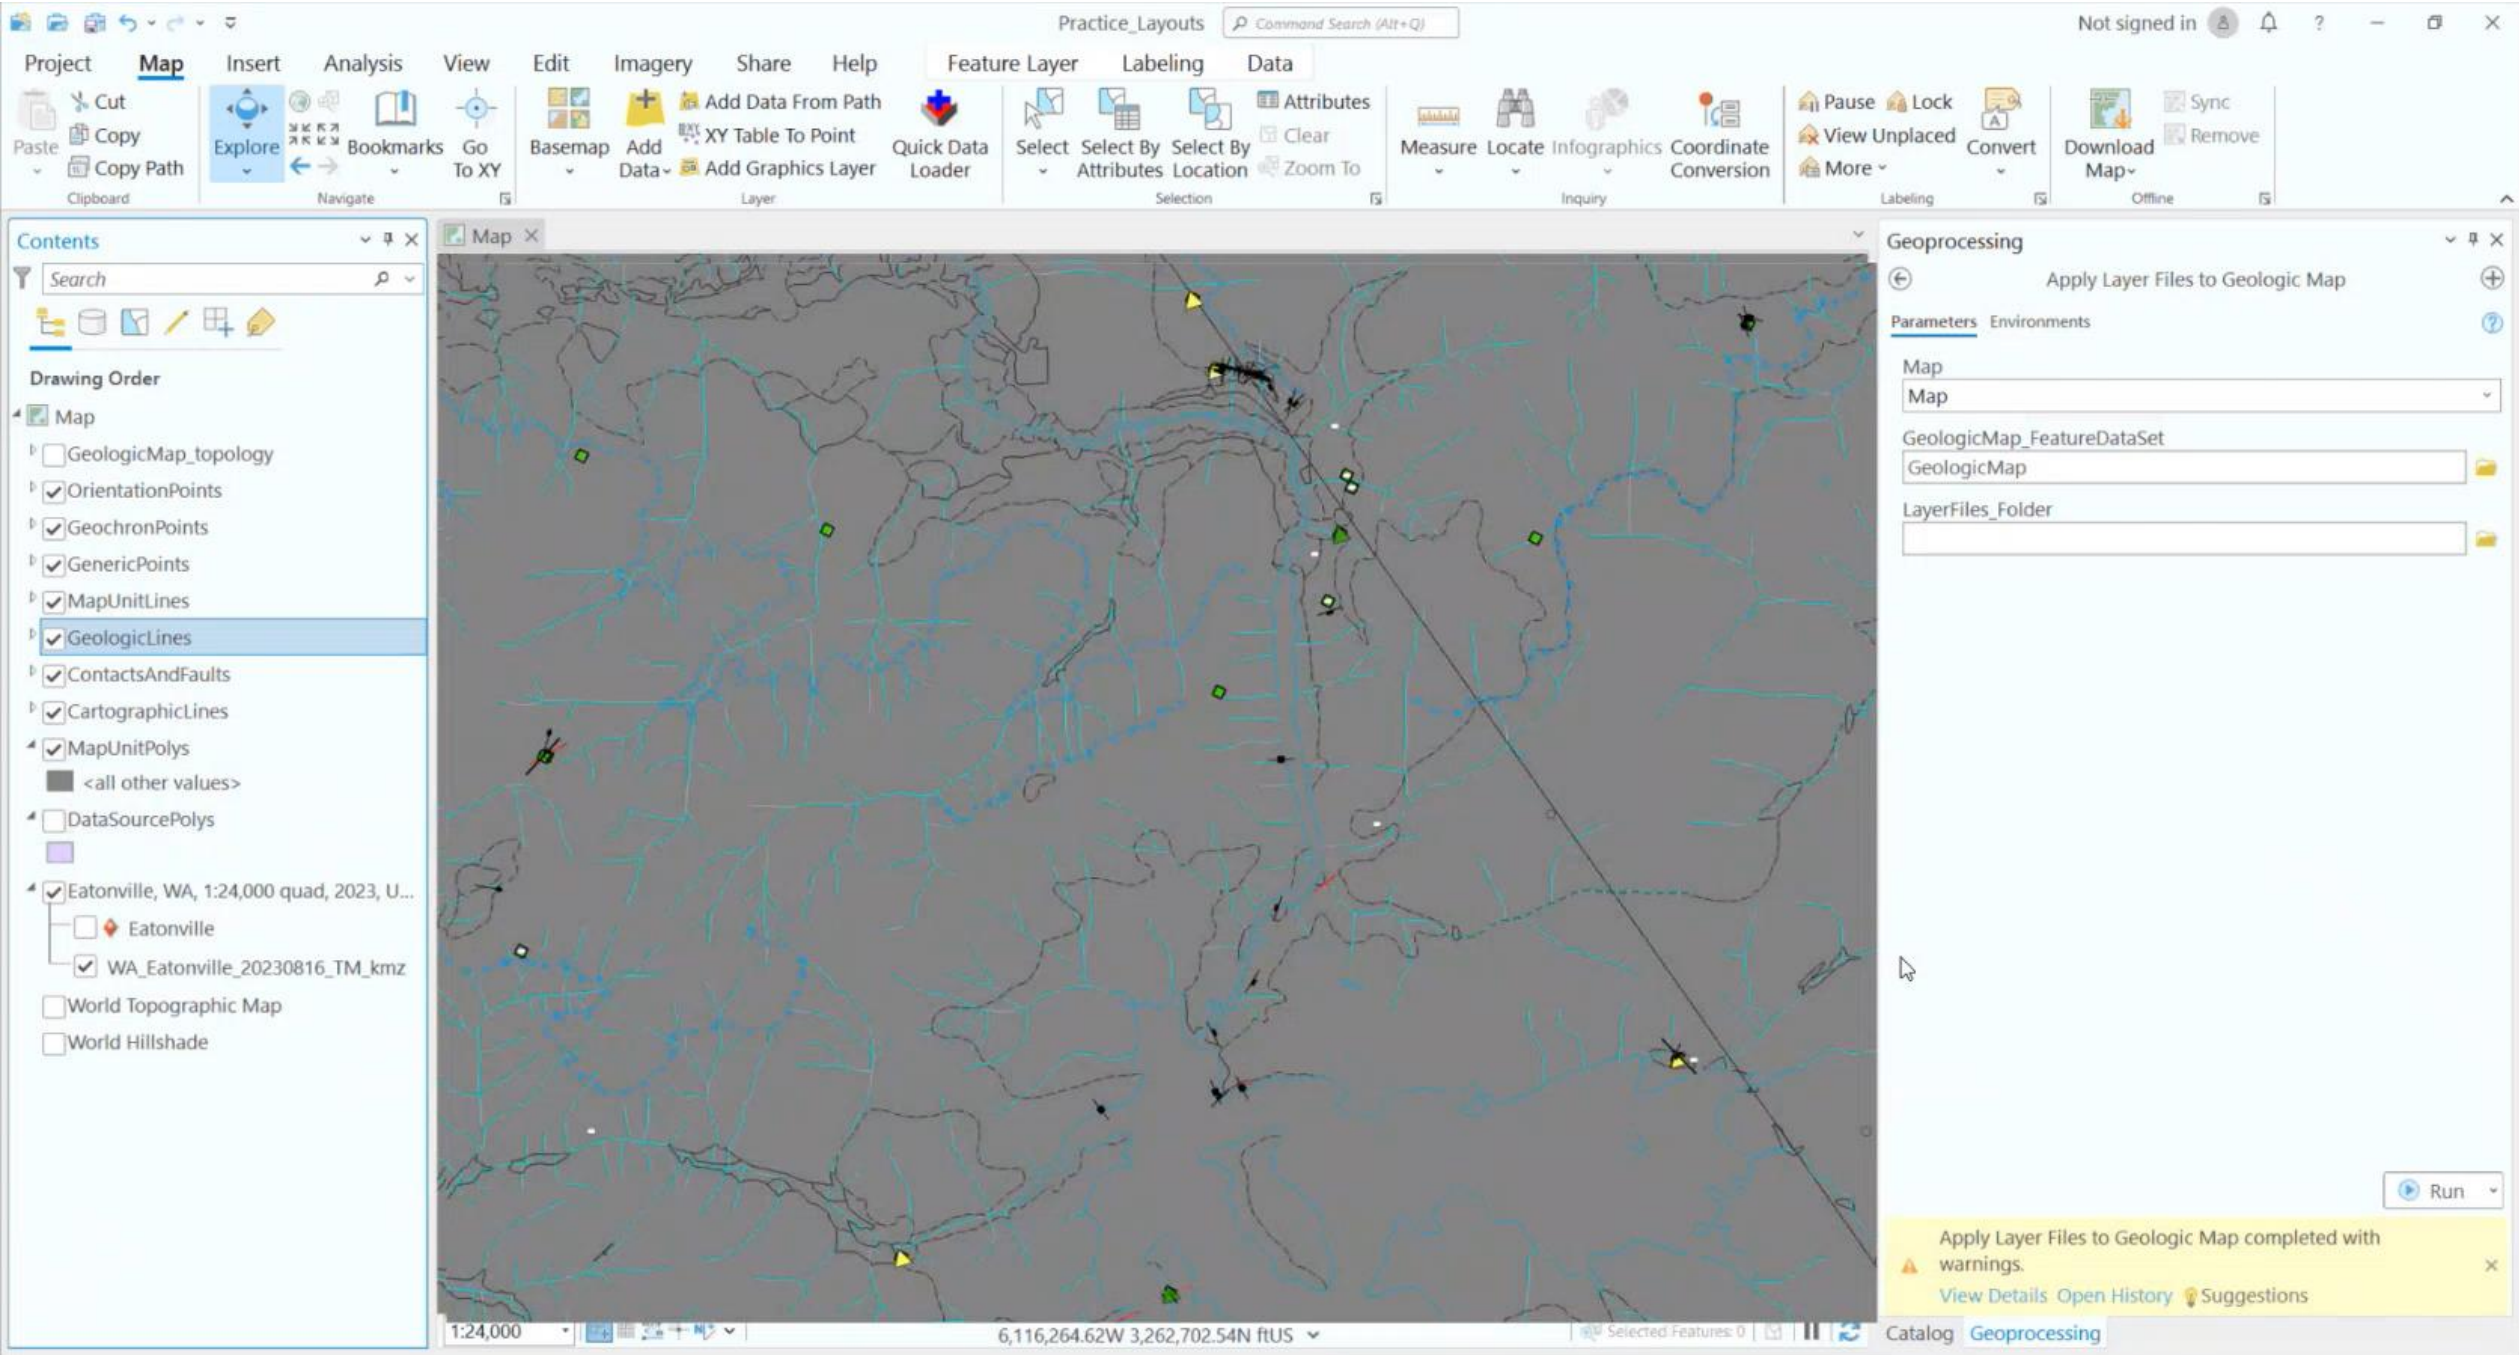 Practice_Layouts
Command Search (Alt+Q)
Not signed in
Project Map Insert Analysis View Edit Imagery Share Help Feature Layer Labeling Data
Paste
Cut
Copy
Copy Path
Clipboard
Explore
Bookmarks
Go To XY
Navigate
Basemap
Add Data
Add Data From Path
XY Table To Point
Add Graphics Layer
Quick Data Loader
Layer
Select
Select By Attributes
Select By Location
Attributes
Clear
Zoom To
Selection
Measure
Locate
Infographics
Coordinate Conversion
Inquiry
Pause
Lock
View Unplaced
More
Convert
Labeling
Download Map
Sync
Remove
Offline
Contents
Search
Drawing Order
Map
GeologicMap_topology
OrientationPoints
GeochronPoints
GenericPoints
MapUnitLines
GeologicLines
ContactsAndFaults
CartographicLines
MapUnitPolys
<all other values>
DataSourcePolys
Eatonville, WA, 1:24,000 quad, 2023, U...
Eatonville
WA_Eatonville_20230816_TM_kmz
World Topographic Map
World Hillshade
Map
1:24,000
6,116,264.62W 3,262,702.54N ftUS
Selected Features: 0
Geoprocessing
Apply Layer Files to Geologic Map
Parameters Environments
Map
Map
GeologicMap_FeatureDataSet
GeologicMap
LayerFiles_Folder
Run
Apply Layer Files to Geologic Map completed with
warnings.
View Details Open History Suggestions
Catalog Geoprocessing